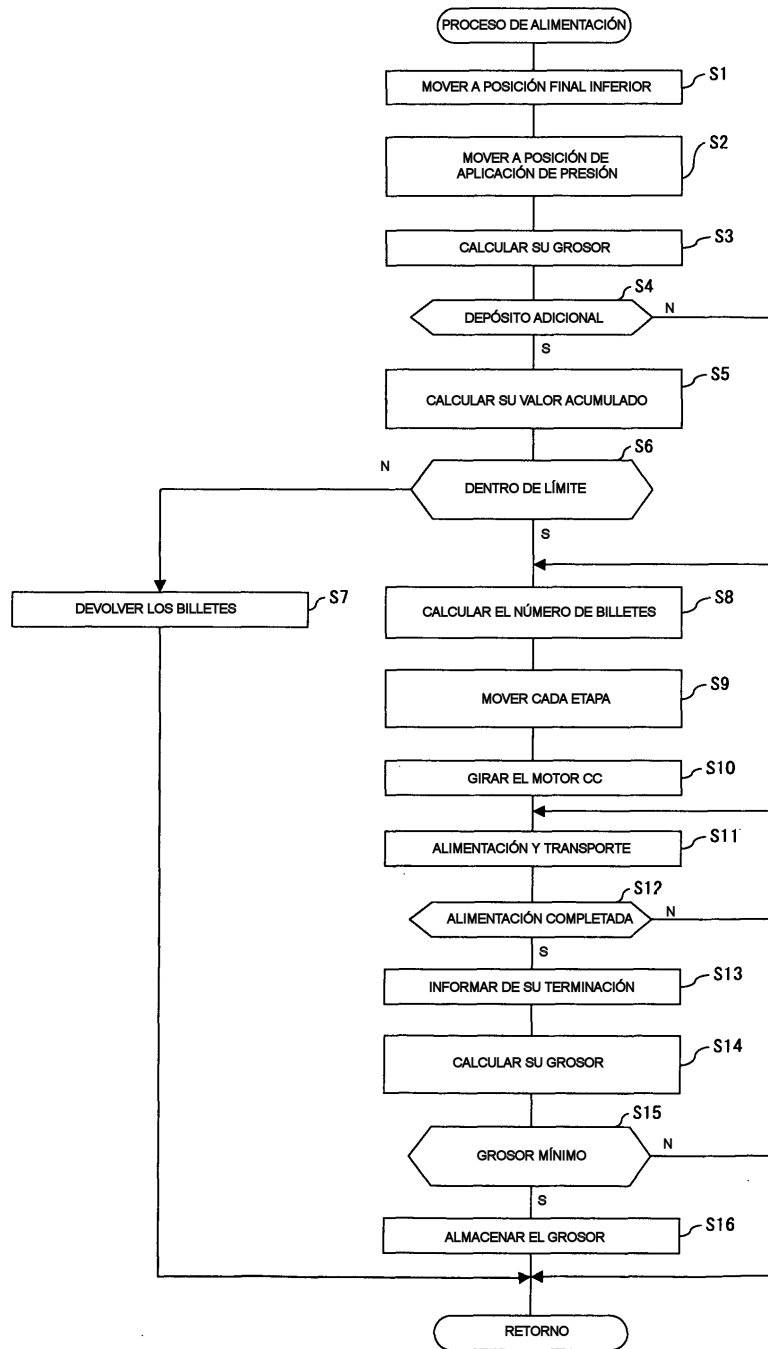 PROCESO DE ALIMENTACIÓN
S1
MOVER A POSICIÓN FINAL INFERIOR
S2
MOVER A POSICIÓN DE
APLICACIÓN DE PRESIÓN
S3
CALCULAR SU GROSOR
S4
DEPÓSITO ADICIONAL
N
S
S5
CALCULAR SU VALOR ACUMULADO
S6
N
DENTRO DE LÍMITE
S
DEVOLVER LOS BILLETES
S7
S8
CALCULAR EL NÚMERO DE BILLETES
S9
MOVER CADA ETAPA
S10
GIRAR EL MOTOR CC
S11
ALIMENTACIÓN Y TRANSPORTE
S12
ALIMENTACIÓN COMPLETADA
N
S
S13
INFORMAR DE SU TERMINACIÓN
S14
CALCULAR SU GROSOR
S15
GROSOR MÍNIMO
N
S
S16
ALMACENAR EL GROSOR
RETORNO